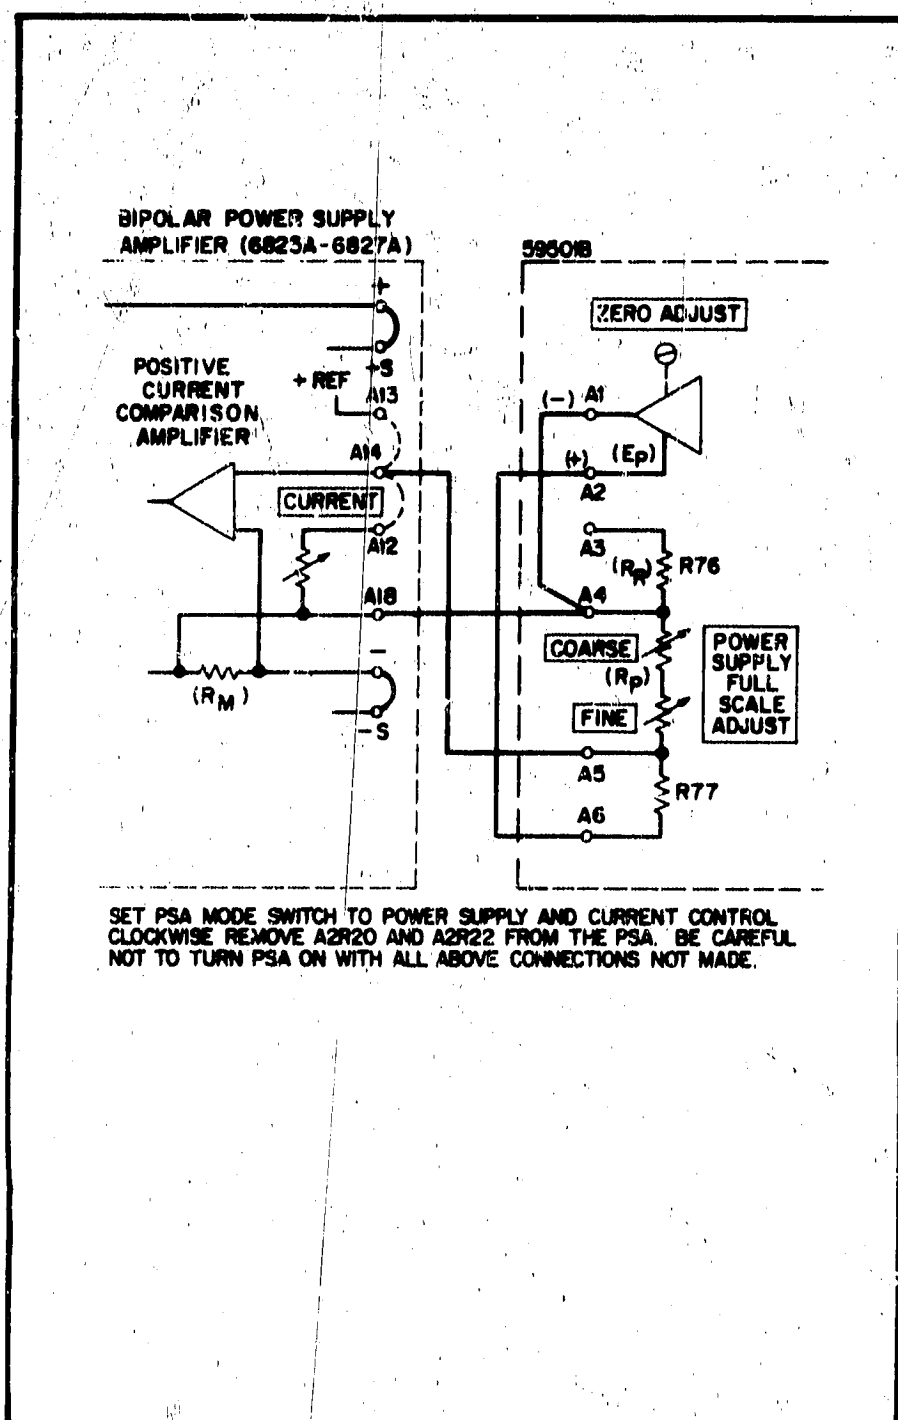 BIPOLAR POWER SUPPLY
AMPLIFIER (6823A-6827A)
59501B
+
ZERO ADJUST
+S
POSITIVE
CURRENT
COMPARISON
AMPLIFIER
+ REF
A13
(-) A1
A14
(+)
(Ep)
A2
CURRENT
A12
A3
(RR)
R76
A18
A4
COARSE
(Rp)
POWER
SUPPLY
FULL
SCALE
ADJUST
-
(RM)
FINE
-S
A5
R77
A6
SET PSA MODE SWITCH TO POWER SUPPLY AND CURRENT CONTROL
CLOCKWISE REMOVE A2R20 AND A2R22 FROM THE PSA. BE CAREFUL
NOT TO TURN PSA ON WITH ALL ABOVE CONNECTIONS NOT MADE.